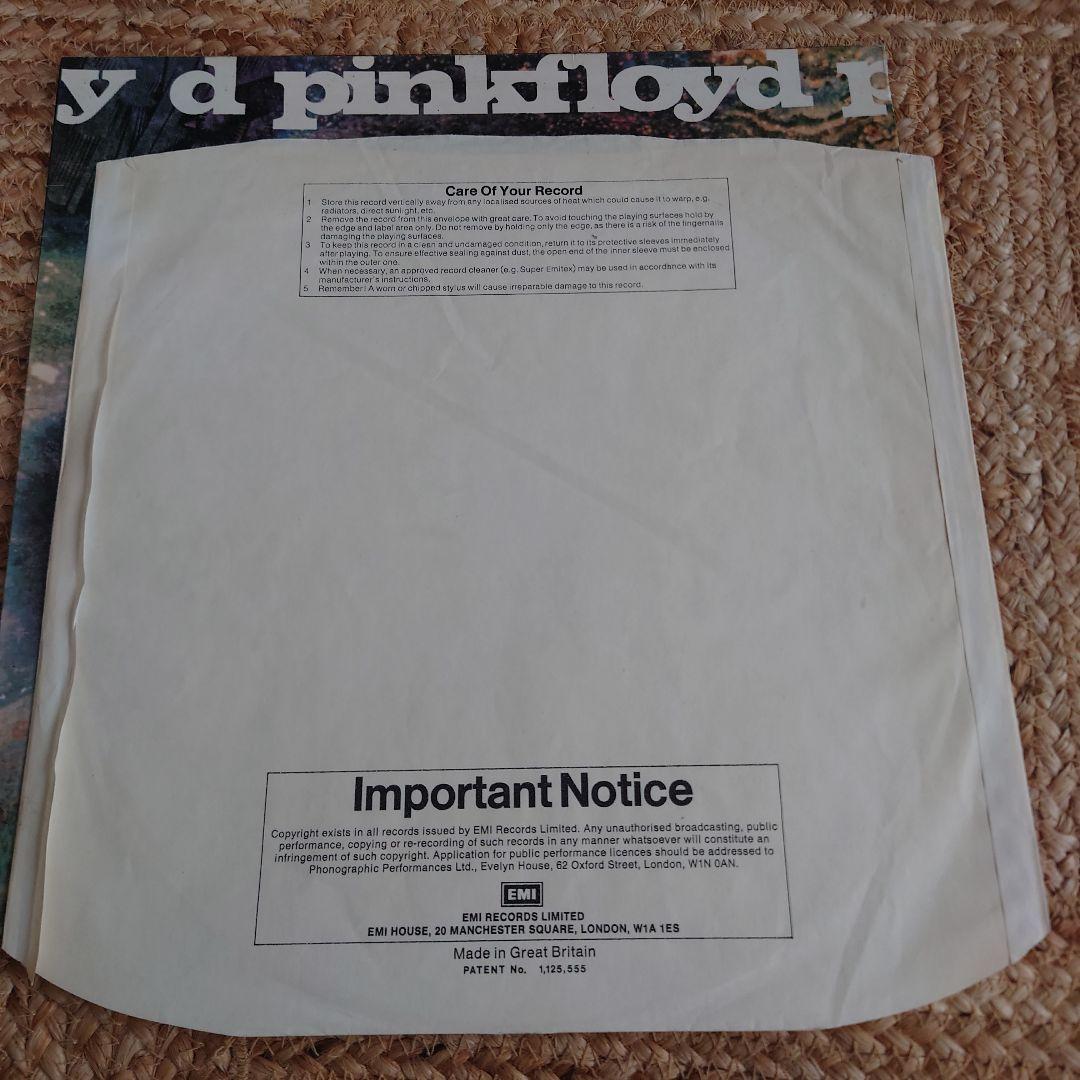 y d pinkfloyd p
Care Of Your Record
1 Store this record vertically away from any localised sources of heat which could cause it to warp, e.g.
radiators, direct sunlight, etc.
2 Remove the record from this envelope with great care. To avoid touching the playing surfaces hold by
the edge and label area only. Do not remove by holding only the edge, as there is a risk of the fingernails
damaging the playing surfaces.
3 To keep this record in a clean and undamaged condition, return it to its protective sleeves immediately
after playing. To ensure effective sealing against dust, the open end of the inner sleeve must be enclosed
within the outer one.
4 When necessary, an approved record cleaner (e.g. Super Emitex) may be used in accordance with its
manufacturer's instructions.
5 Remember! A worn or chipped stylus will cause irreparable damage to this record.
Important Notice
Copyright exists in all records issued by EMI Records Limited. Any unauthorised broadcasting, public
performance, copying or re-recording of such records in any manner whatsoever will constitute an
infringement of such copyright. Application for public performance licences should be addressed to
Phonographic Performances Ltd., Evelyn House, 62 Oxford Street, London, W1N 0AN.
EMI
EMI RECORDS LIMITED
EMI HOUSE, 20 MANCHESTER SQUARE, LONDON, W1A 1ES
Made in Great Britain
PATENT No. 1,125,555